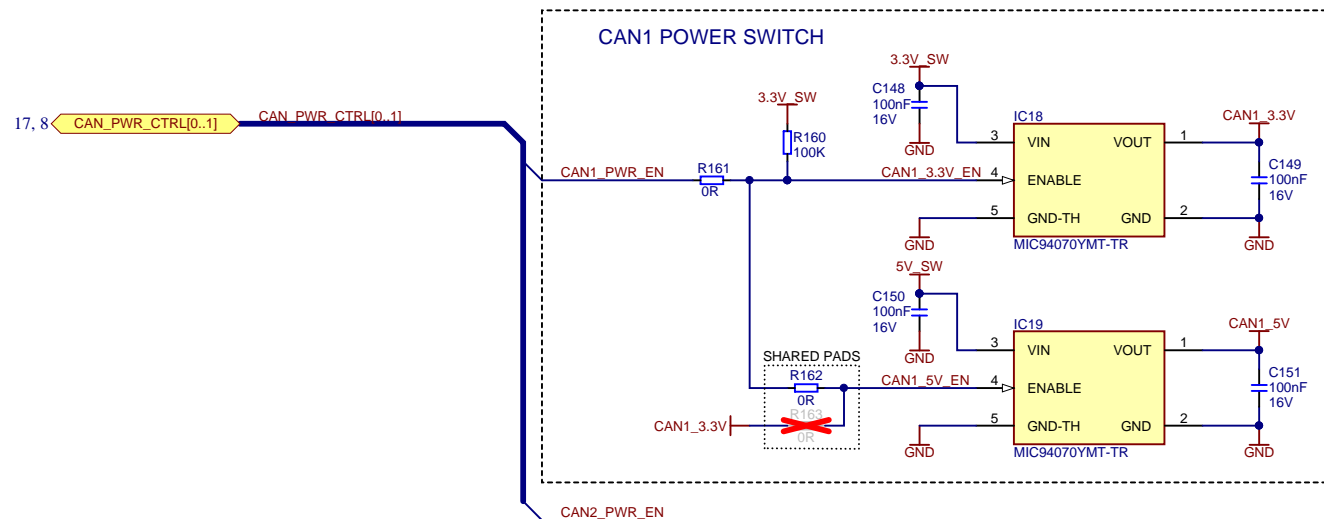 CAN1 POWER SWITCH
17, 8
CAN_PWR_CTRL[0..1]
CAN_PWR_CTRL[0..1]
CAN1_PWR_EN
R161
0R
3.3V_SW
R160
100K
CAN1_3.3V_EN
3.3V_SW
C148
100nF
16V
GND
IC18
3
VIN
VOUT
1
4
ENABLE
5
GND-TH
GND
2
MIC94070YMT-TR
GND
CAN1_3.3V
C149
100nF
16V
GND
5V_SW
C150
100nF
16V
GND
SHARED PADS
R162
0R
R163
0R
CAN1_3.3V
CAN1_5V_EN
IC19
3
VIN
VOUT
1
4
ENABLE
5
GND-TH
GND
2
MIC94070YMT-TR
GND
CAN1_5V
C151
100nF
16V
GND
CAN2_PWR_EN